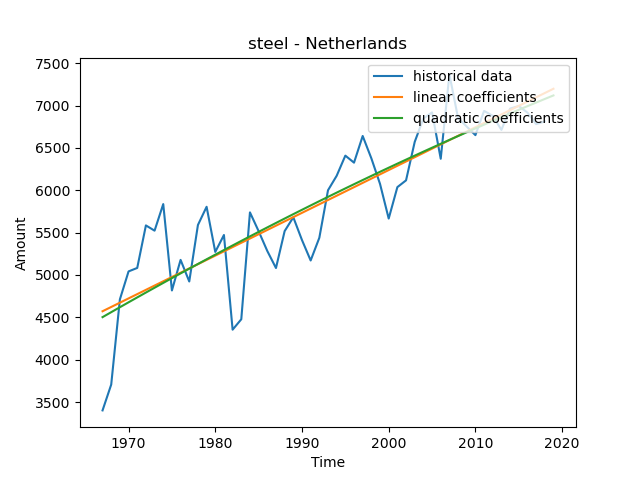 steel - Netherlands
historical data
linear coefficients
quadratic coefficients
7500
7000
6500
6000
5500
5000
4500
4000
3500
Amount
1970 1980 1990 2000 2010 2020
Time